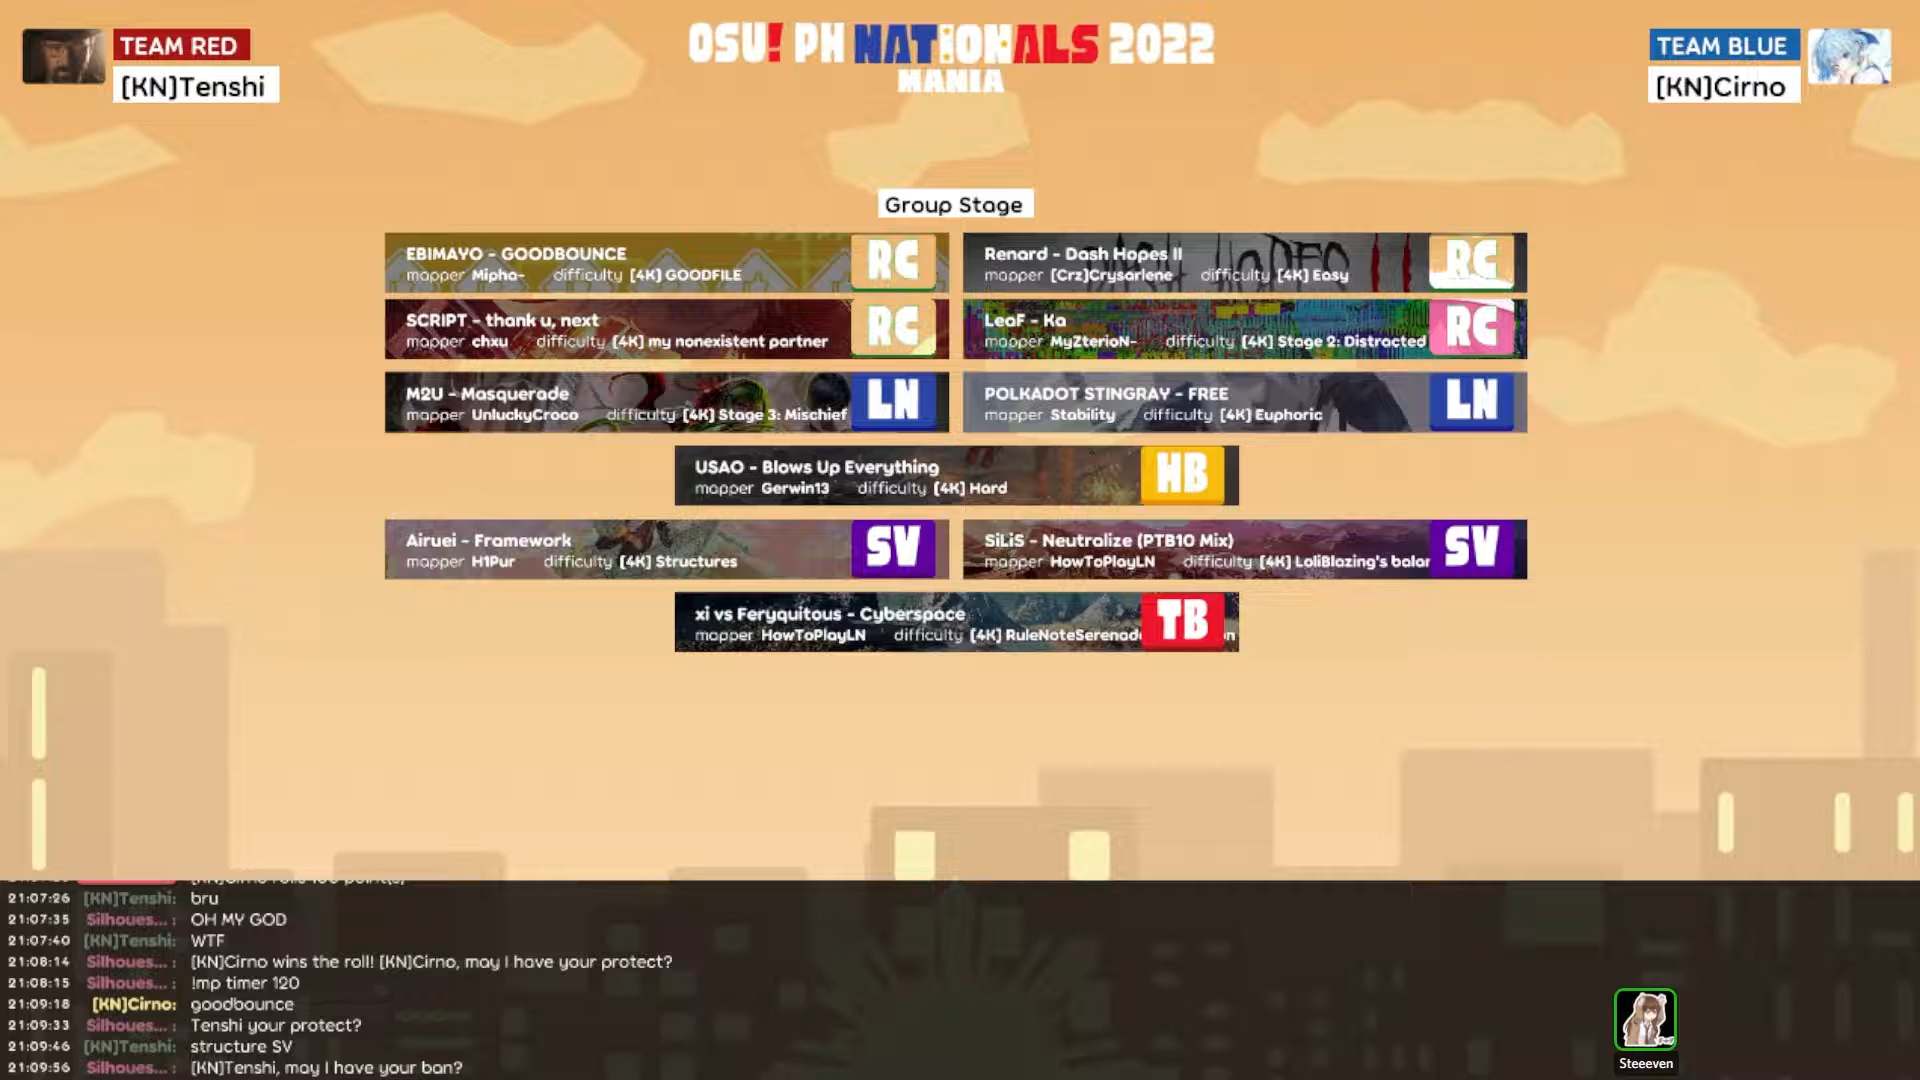 TEAM RED
[KN]Tenshi
OSU! PH NATIONALS 2022
MANIA
TEAM BLUE
[KN]Cirno
Group Stage
EBIMAYO - GOODBOUNCE
mapper Mipha- difficulty [4K] GOODFILE
RC
Renard - Dash Hopes II
mapper [Crz]Crysarlene difficulty [4K] Easy
RC
SCRIPT - thank u, next
mapper chxu difficulty [4K] my nonexistent partner
RC
LeaF - Ka
mapper MyZterioN- difficulty [4K] Stage 2: Distracted
RC
M2U - Masquerade
mapper UnluckyCroco difficulty [4K] Stage 3: Mischief
LN
POLKADOT STINGRAY - FREE
mapper Stability difficulty [4K] Euphoric
LN
USAO - Blows Up Everything
mapper Gerwin13 difficulty [4K] Hard
HB
Airuei - Framework
mapper H1Pur difficulty [4K] Structures
SV
SiLiS - Neutralize (PTB10 Mix)
mapper HowToPlayLN difficulty [4K] LoliBlazing's balar
SV
xi vs Feryquitous - Cyberspace
mapper HowToPlayLN difficulty [4K] RuleNoteSerenad
TB
21:07:26 [KN]Tenshi: bru
21:07:35 Silhoues... : OH MY GOD
21:07:40 [KN]Tenshi: WTF
21:08:14 Silhoues... : [KN]Cirno wins the roll! [KN]Cirno, may I have your protect?
21:08:15 Silhoues... : !mp timer 120
21:09:18 [KN]Cirno: goodbounce
21:09:33 Silhoues... : Tenshi your protect?
21:09:46 [KN]Tenshi: structure SV
21:09:56 Silhoues... : [KN]Tenshi, may I have your ban?
Steeeven